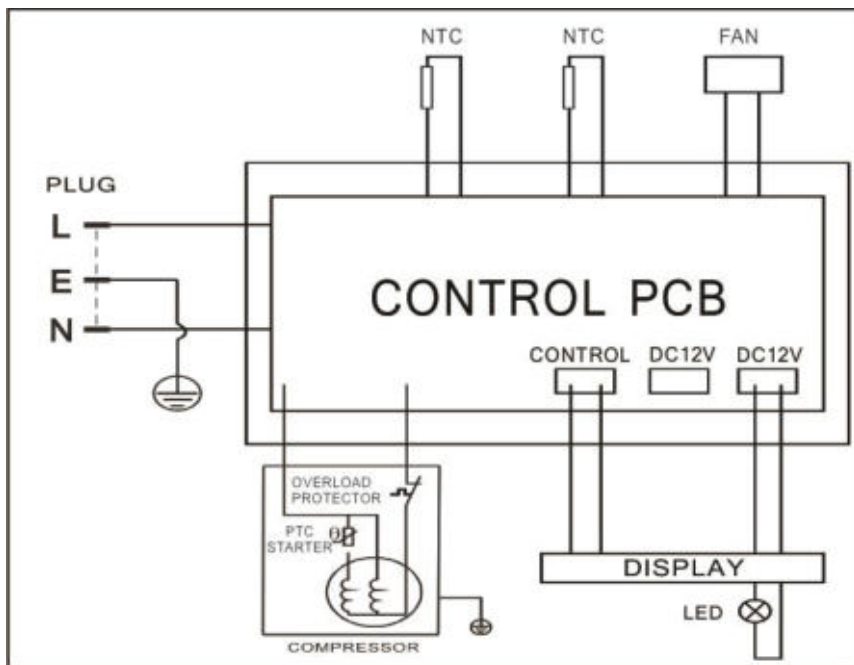 NTC
NTC
FAN
PLUG
L
E
N
CONTROL PCB
CONTROL
DC12V
DC12V
OVERLOAD
PROTECTOR
PTC
STARTER
θ
COMPRESSOR
DISPLAY
LED